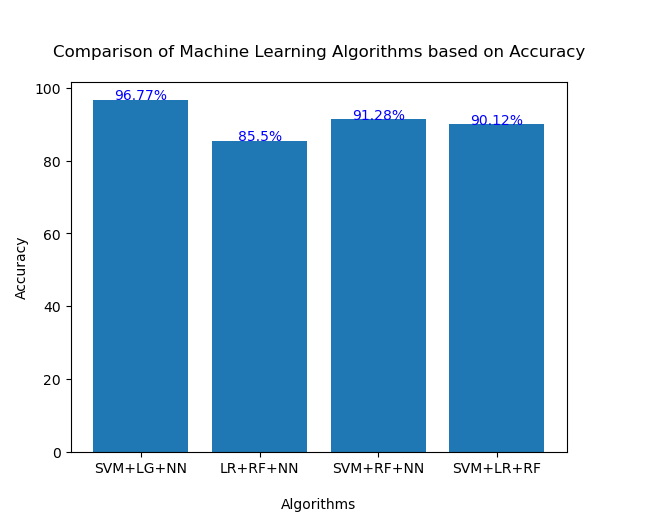 Comparison of Machine Learning Algorithms based on Accuracy
100
80
60
40
20
0
Accuracy
96.77%
85.5%
91.28%
90.12%
SVM+LG+NN
LR+RF+NN
SVM+RF+NN
SVM+LR+RF
Algorithms